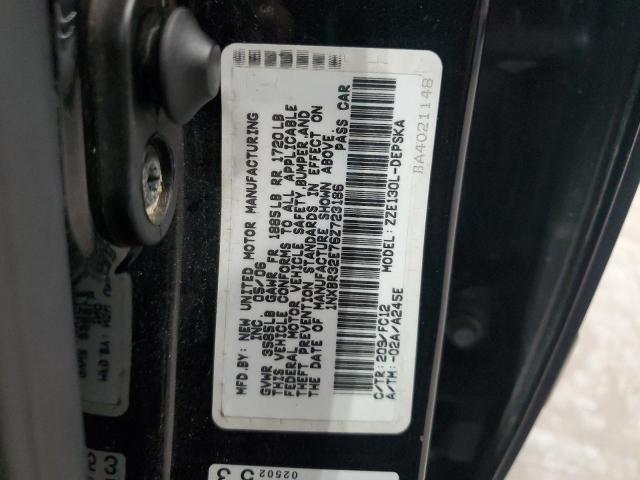 MFD.BY: NEW UNITED MOTOR MANUFACTURING
INC. 05/06
GVWR 3585LB GAWR FR 1885LB RR 1720LB
THIS VEHICLE CONFORMS TO ALL APPLICABLE
FEDERAL MOTOR VEHICLE SAFETY,BUMPER,AND
THEFT PREVENTION STANDARDS IN EFFECT ON
THE DATE OF MANUFACTURE SHOWN ABOVE.
1NXBR32E76Z723186 PASS CAR
C/TR:209/FC12 MODEL:ZZE130L-DEPSKA
A/TM:-02A/A245E
BA4021148
02502